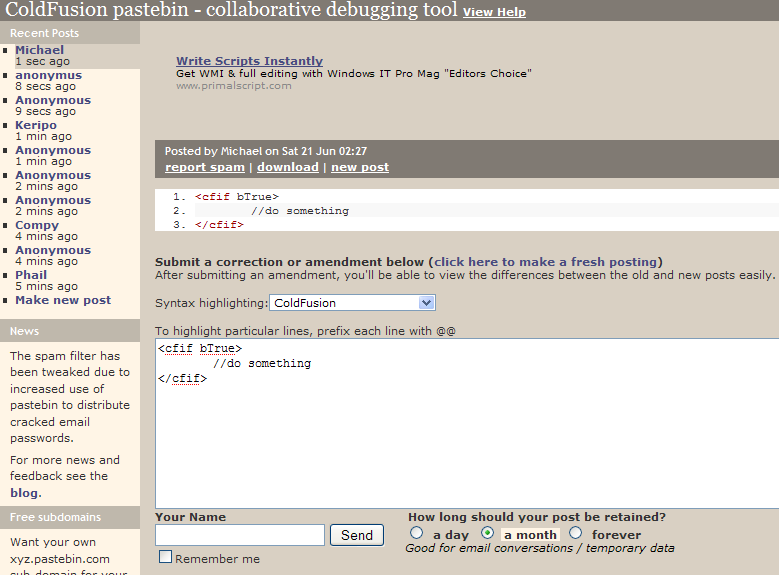 ColdFusion pastebin - collaborative debugging tool View Help
Recent Posts
Michael
1 sec ago
anonymus
8 secs ago
Anonymous
9 secs ago
Keripo
1 min ago
Anonymous
1 min ago
Anonymous
2 mins ago
Anonymous
2 mins ago
Compy
4 mins ago
Anonymous
4 mins ago
Phail
5 mins ago
Make new post
News
The spam filter has
been tweaked due to
increased use of
pastebin to distribute
cracked email
passwords.
For more news and
feedback see the
blog.
Free subdomains
Want your own
xyz.pastebin.com
sub-domain for your
Write Scripts Instantly
Get WMI & full editing with Windows IT Pro Mag "Editors Choice"
www.primalscript.com
Posted by Michael on Sat 21 Jun 02:27
report spam | download | new post
1. <cfif bTrue>
2. //do something
3. </cfif>
Submit a correction or amendment below (click here to make a fresh posting)
After submitting an amendment, you'll be able to view the differences between the old and new posts easily.
Syntax highlighting: ColdFusion
To highlight particular lines, prefix each line with @@
<cfif bTrue>
//do something
</cfif>
Your Name
Send
Remember me
How long should your post be retained?
a day a month forever
Good for email conversations / temporary data